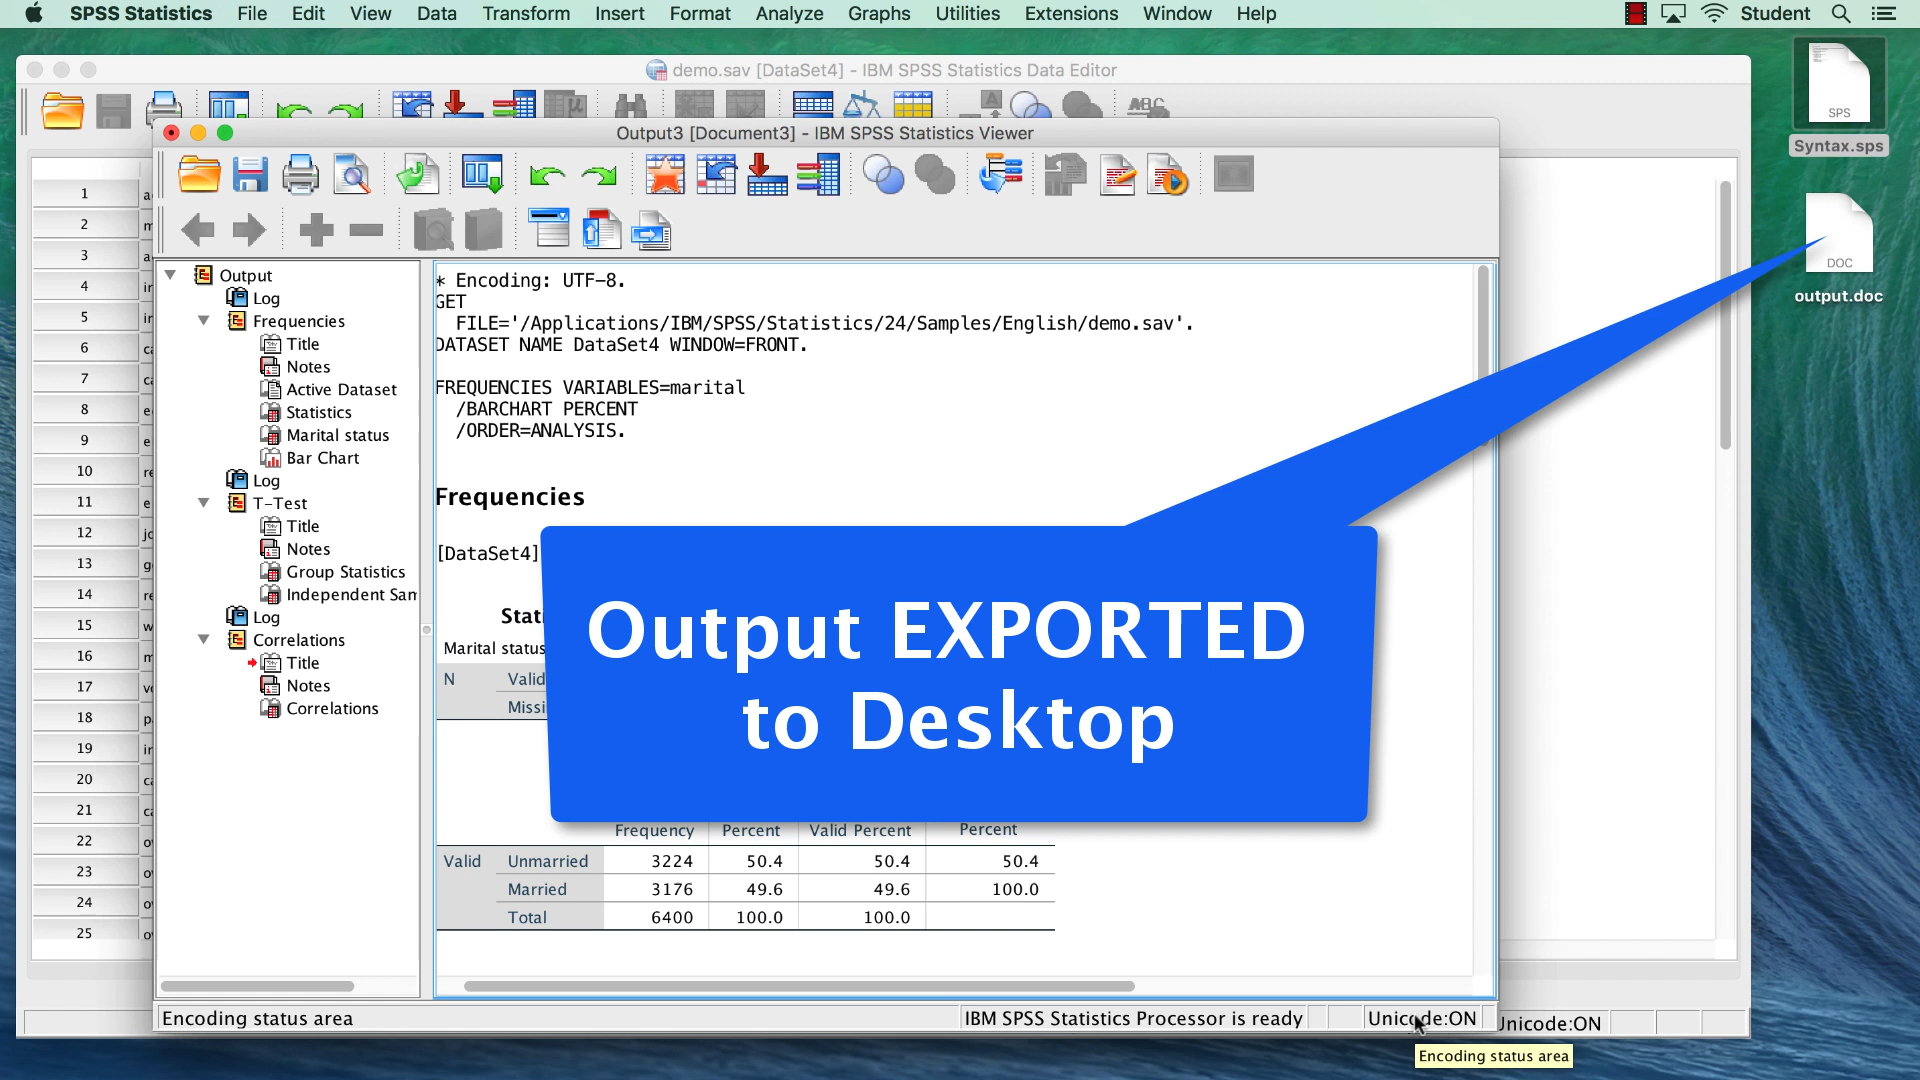 SPSS Statistics File Edit View Data Transform Insert Format Analyze Graphs Utilities Extensions Window Help Student
demo.sav [DataSet4] - IBM SPSS Statistics Data Editor
Output3 [Document3] - IBM SPSS Statistics Viewer
SPS
Syntax.sps
DOC
output.doc
1
2
3
4
5
6
7
8
9
10
11
12
13
14
15
16
17
18
19
20
21
22
23
24
25
Output
Log
Frequencies
Title
Notes
Active Dataset
Statistics
Marital status
Bar Chart
Log
T-Test
Title
Notes
Group Statistics
Independent Sam
Log
Correlations
Title
Notes
Correlations
* Encoding: UTF-8.
GET
FILE='/Applications/IBM/SPSS/Statistics/24/Samples/English/demo.sav'.
DATASET NAME DataSet4 WINDOW=FRONT.
FREQUENCIES VARIABLES=marital
/BARCHART PERCENT
/ORDER=ANALYSIS.
Frequencies
[DataSet4]
Marital status
N Valid
Output EXPORTED
to Desktop
Frequency Percent Valid Percent Percent
Valid Unmarried 3224 50.4 50.4 50.4
Married 3176 49.6 49.6 100.0
Total 6400 100.0 100.0
Encoding status area IBM SPSS Statistics Processor is ready Unicode:ON
Unicode:ON
Encoding status area